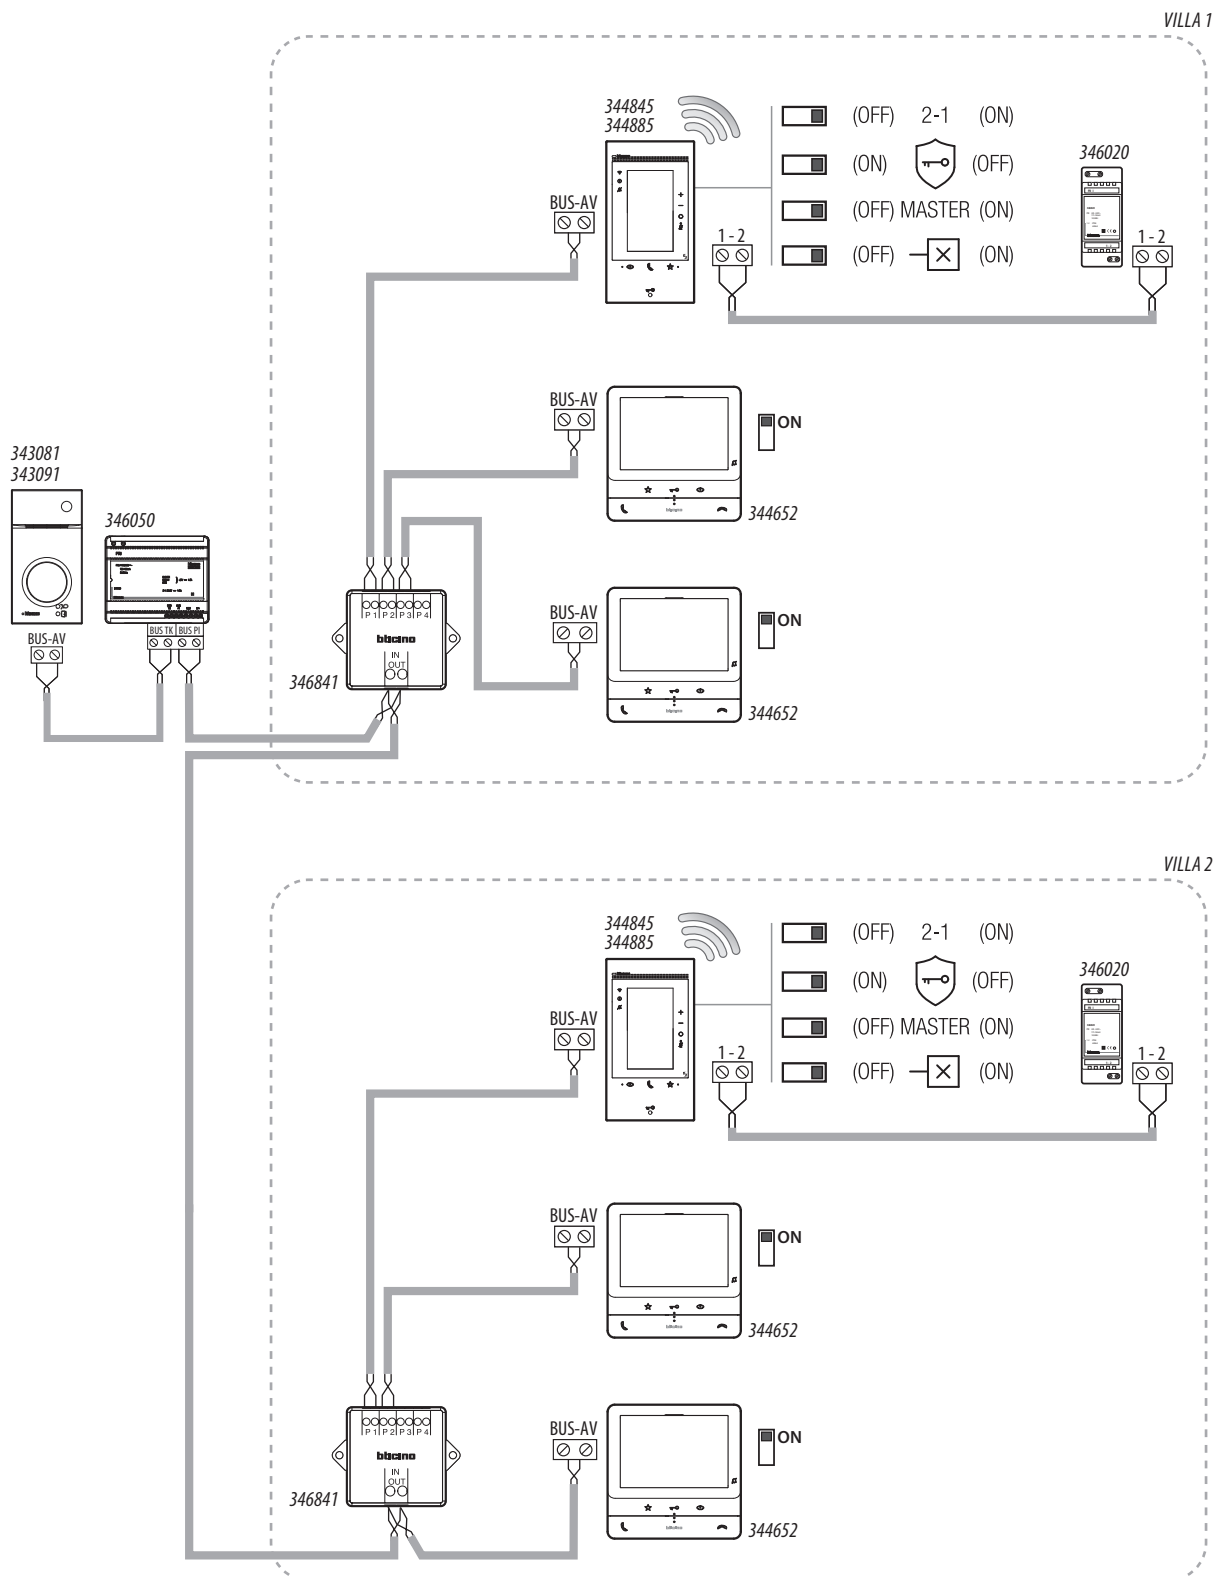 VILLA 1
344845
344885
(OFF) 2-1 (ON)
(ON) (OFF)
(OFF) MASTER (ON)
(OFF) (ON)
346020
BUS-AV
1 - 2
1 - 2
BUS-AV
ON
344652
343081
343091
346050
BUS-AV
BUS TK BUS PI
P 1 P 2 P 3 P 4
bticino
IN
OUT
346841
BUS-AV
ON
344652
VILLA 2
344845
344885
(OFF) 2-1 (ON)
(ON) (OFF)
(OFF) MASTER (ON)
(OFF) (ON)
346020
BUS-AV
1 - 2
1 - 2
BUS-AV
ON
344652
P 1 P 2 P 3 P 4
bticino
IN
OUT
346841
BUS-AV
ON
344652